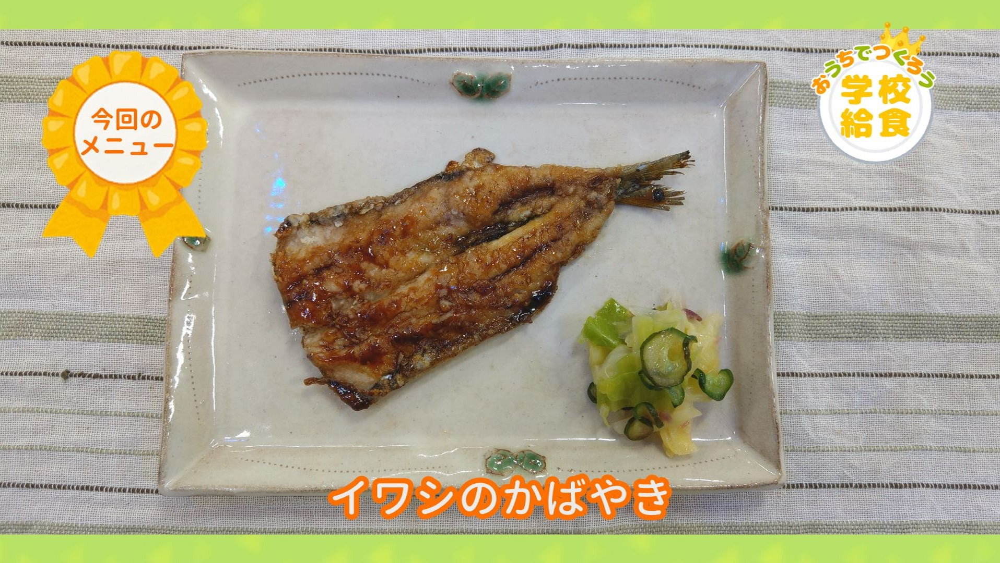 今回の
メニュー
おうちでつくろう
学校
給食
イワシのかばやき